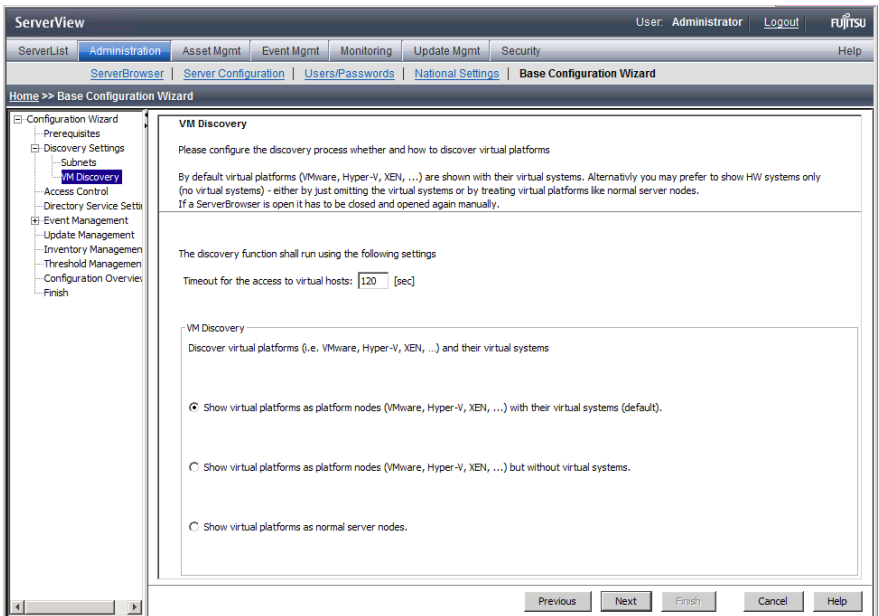 ServerView
User: Administrator Logout FUJITSU
ServerList Administration Asset Mgmt Event Mgmt Monitoring Update Mgmt Security Help
ServerBrowser | Server Configuration | Users/Passwords | National Settings | Base Configuration Wizard
Home >> Base Configuration Wizard
Configuration Wizard
Prerequisites
Discovery Settings
Subnets
VM Discovery
Access Control
Directory Service Settin
Event Management
Update Management
Inventory Managemen
Threshold Managemen
Configuration Overview
Finish
VM Discovery
Please configure the discovery process whether and how to discover virtual platforms
By default virtual platforms (VMware, Hyper-V, XEN, ...) are shown with their virtual systems. Alternativly you may prefer to show HW systems only
(no virtual systems) - either by just omitting the virtual systems or by treating virtual platforms like normal server nodes.
If a ServerBrowser is open it has to be closed and opened again manually.
The discovery function shall run using the following settings
Timeout for the access to virtual hosts: 120 [sec]
VM Discovery
Discover virtual platforms (i.e. VMware, Hyper-V, XEN, ...) and their virtual systems
Show virtual platforms as platform nodes (VMware, Hyper-V, XEN, ...) with their virtual systems (default).
Show virtual platforms as platform nodes (VMware, Hyper-V, XEN, ...) but without virtual systems.
Show virtual platforms as normal server nodes.
Previous Next Finish Cancel Help